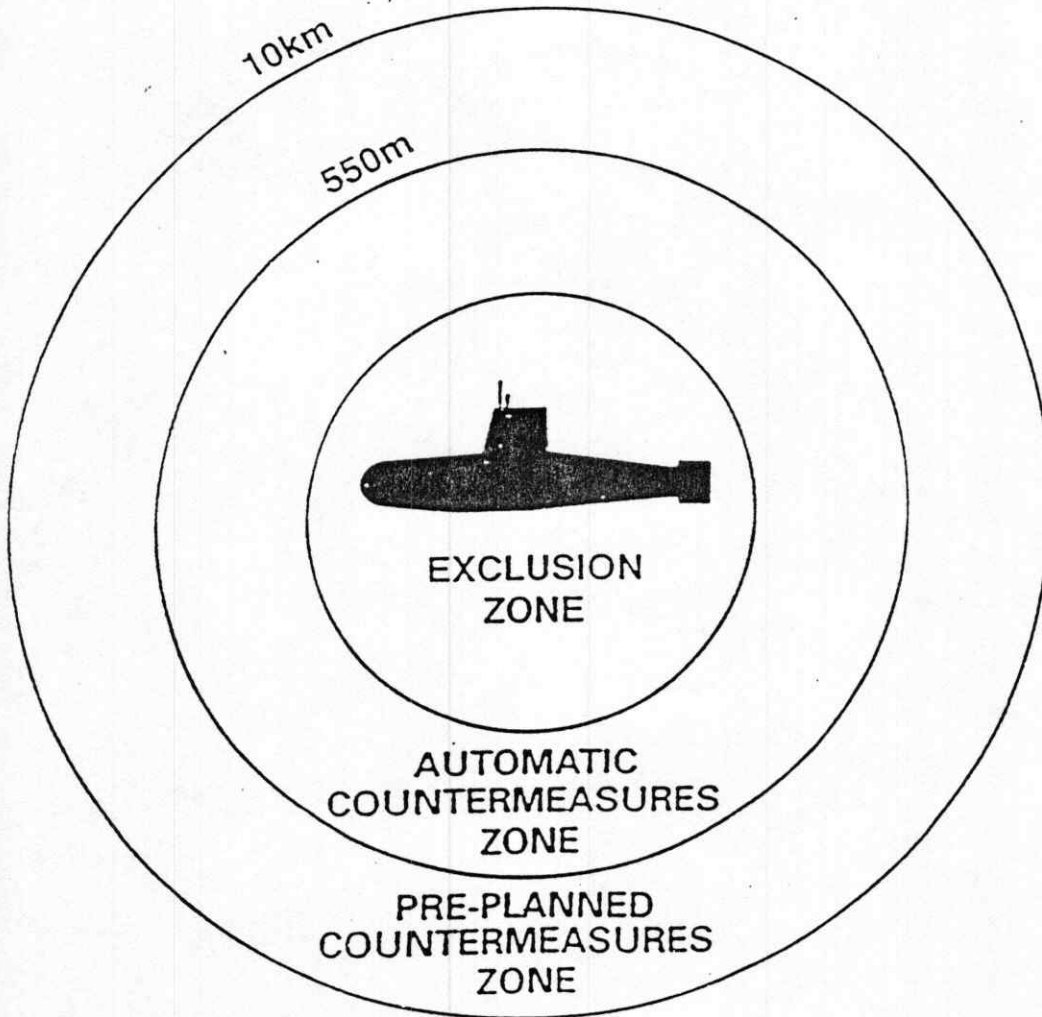 10km
550m
EXCLUSION
ZONE
AUTOMATIC
COUNTERMEASURES
ZONE
PRE-PLANNED
COUNTERMEASURES
ZONE